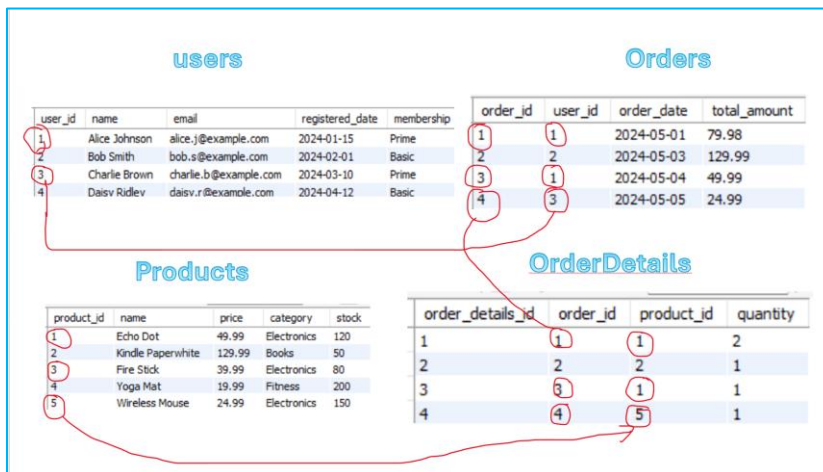 users
user_id name email registered_date membership
1 Alice Johnson alice.j@example.com 2024-01-15 Prime
2 Bob Smith bob.s@example.com 2024-02-01 Basic
3 Charlie Brown charlie.b@example.com 2024-03-10 Prime
4 Daisy Ridley daisy.r@example.com 2024-04-12 Basic
Orders
order_id user_id order_date total_amount
1 1 2024-05-01 79.98
2 2 2024-05-03 129.99
3 1 2024-05-04 49.99
4 3 2024-05-05 24.99
Products
product_id name price category stock
1 Echo Dot 49.99 Electronics 120
2 Kindle Paperwhite 129.99 Books 50
3 Fire Stick 39.99 Electronics 80
4 Yoga Mat 19.99 Fitness 200
5 Wireless Mouse 24.99 Electronics 150
OrderDetails
order_details_id order_id product_id quantity
1 1 1 2
2 2 2 1
3 3 1 1
4 4 5 1